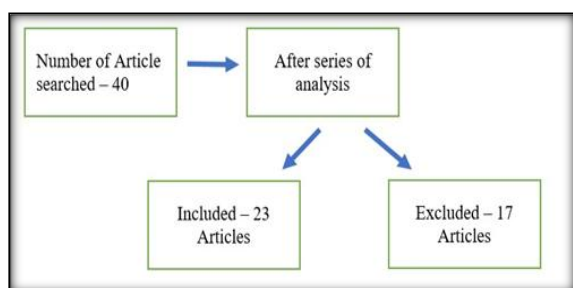 Number of Article
searched – 40
After series of
analysis
Included – 23
Articles
Excluded – 17
Articles